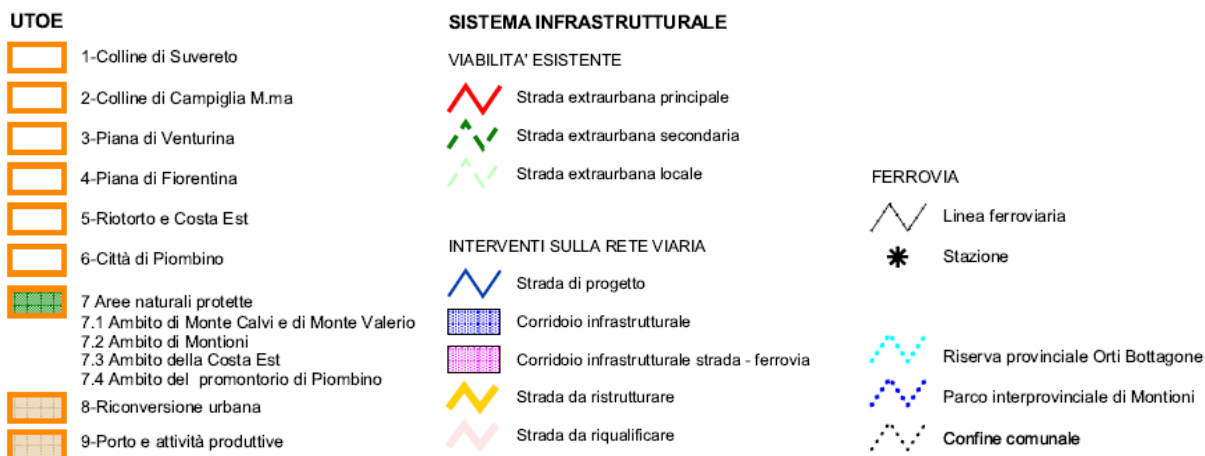 UTOE
1-Colline di Suvereto
2-Colline di Campiglia M.ma
3-Piana di Venturina
4-Piana di Fiorentina
5-Riotorto e Costa Est
6-Città di Piombino
7 Aree naturali protette
7.1 Ambito di Monte Calvi e di Monte Valerio
7.2 Ambito di Montioni
7.3 Ambito della Costa Est
7.4 Ambito del promontorio di Piombino
8-Riconversione urbana
9-Porto e attività produttive
SISTEMA INFRASTRUTTURALE
VIABILITA' ESISTENTE
Strada extraurbana principale
Strada extraurbana secondaria
Strada extraurbana locale
INTERVENTI SULLA RETE VIARIA
Strada di progetto
Corridoio infrastrutturale
Corridoio infrastrutturale strada - ferrovia
Strada da ristrutturare
Strada da riqualificare
FERROVIA
Linea ferroviaria
Stazione
Riserva provinciale Orti Bottagone
Parco interprovinciale di Montioni
Confine comunale